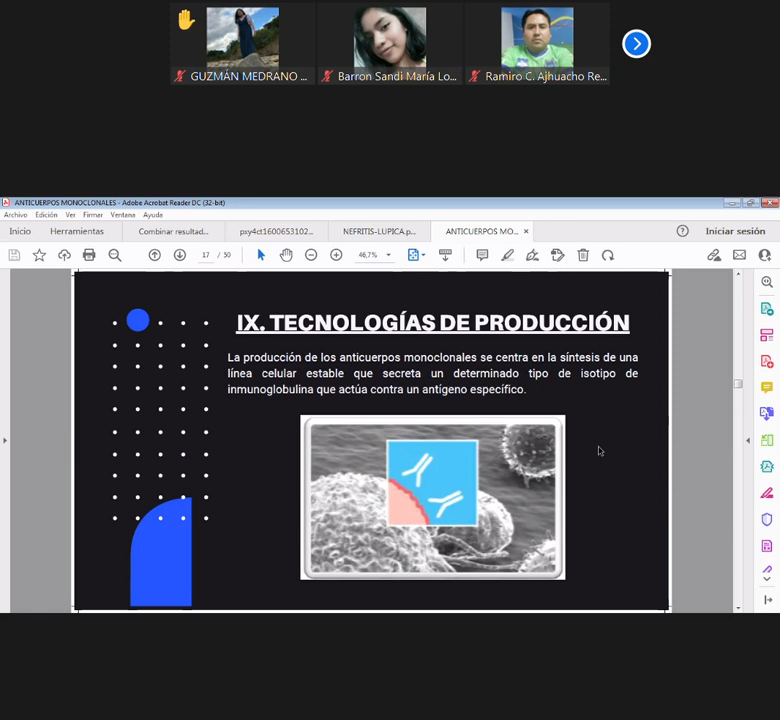 GUZMÁN MEDRANO ...
Barron Sandi María Lo...
Ramiro C. Ajhuacho Re...
ANTICUERPOS MONOCLONALES - Adobe Acrobat Reader DC (32-bit)
Archivo Edición Ver Firmar Ventana Ayuda
Inicio Herramientas Combinar resultad... psy4ct1600653102... NEFRITIS-LUPICA.p... ANTICUERPOS MO... × Iniciar sesión
17 / 50 46,7%
IX. TECNOLOGÍAS DE PRODUCCIÓN
La producción de los anticuerpos monoclonales se centra en la síntesis de una
línea celular estable que secreta un determinado tipo de isotipo de
inmunoglobulina que actúa contra un antígeno específico.